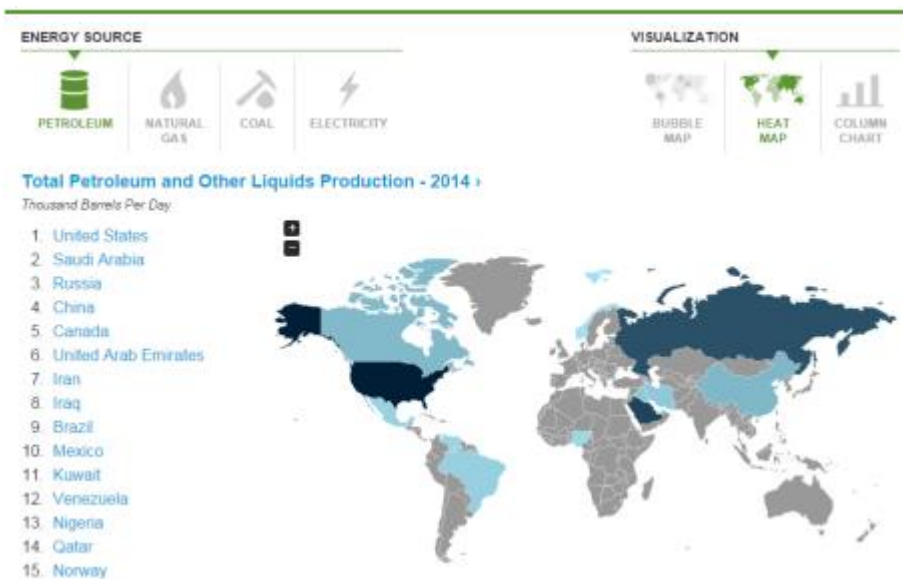 ENERGY SOURCE
PETROLEUM
NATURAL
GAS
COAL
ELECTRICITY
VISUALIZATION
BUBBLE
MAP
HEAT
MAP
COLUMN
CHART
Total Petroleum and Other Liquids Production - 2014 ›
Thousand Barrels Per Day
1. United States
2. Saudi Arabia
3. Russia
4. China
5. Canada
6. United Arab Emirates
7. Iran
8. Iraq
9. Brazil
10. Mexico
11. Kuwait
12. Venezuela
13. Nigeria
14. Qatar
15. Norway
+
−